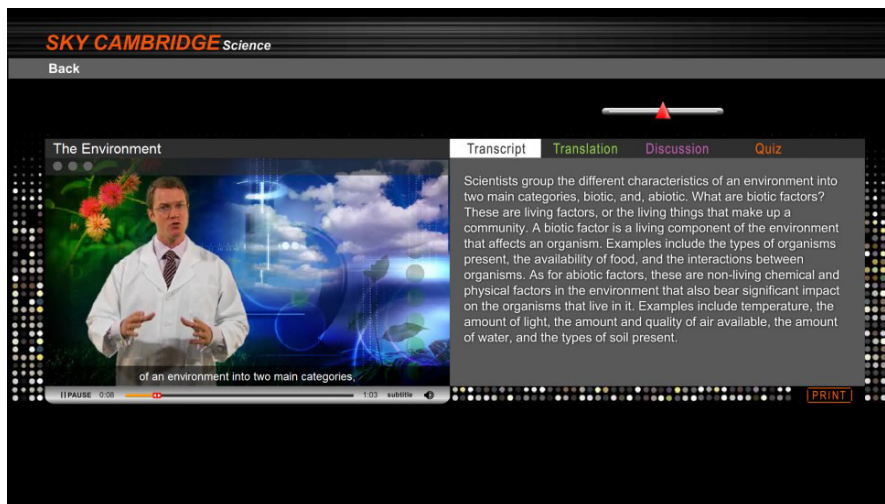 SKY CAMBRIDGE Science
Back
The Environment
Transcript Translation Discussion Quiz
Scientists group the different characteristics of an environment into
two main categories, biotic, and, abiotic. What are biotic factors?
These are living factors, or the living things that make up a
community. A biotic factor is a living component of the environment
that affects an organism. Examples include the types of organisms
present, the availability of food, and the interactions between
organisms. As for abiotic factors, these are non-living chemical and
physical factors in the environment that also bear significant impact
on the organisms that live in it. Examples include temperature, the
amount of light, the amount and quality of air available, the amount
of water, and the types of soil present.
of an environment into two main categories,
PAUSE 0:08 1:03 subtitle
PRINT